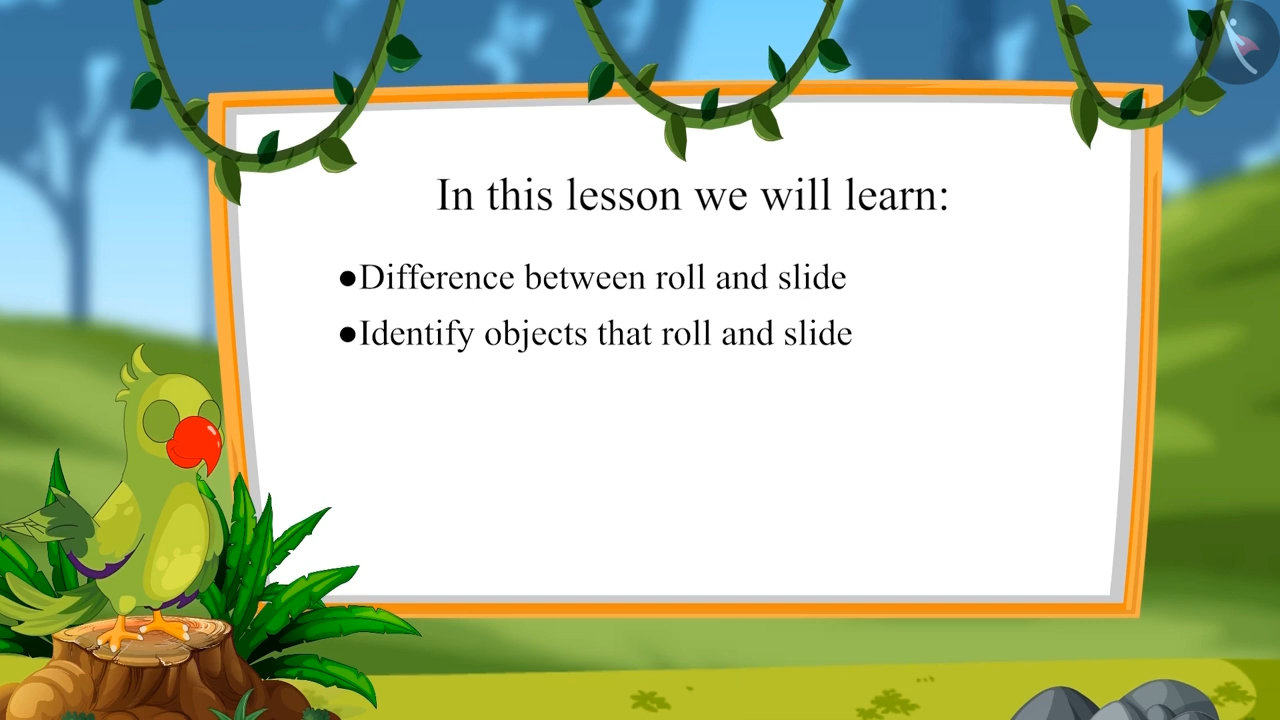 In this lesson we will learn:
●Difference between roll and slide
●Identify objects that roll and slide